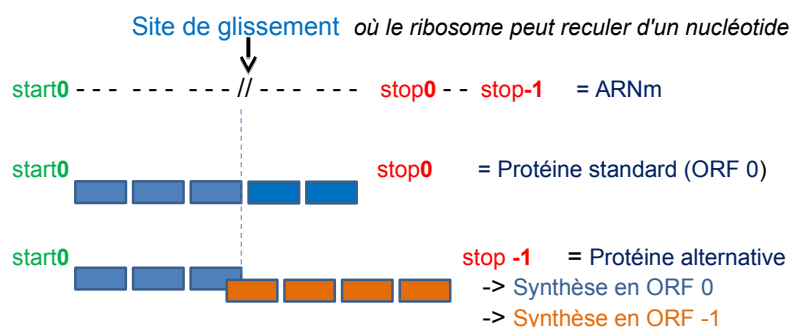 Site de glissement où le ribosome peut reculer d'un nucléotide
start0 - - - - - - - - // - - - - - - - stop0 - - stop-1 = ARNm
start0 stop0 = Protéine standard (ORF 0)
start0 stop -1 = Protéine alternative
-> Synthèse en ORF 0
-> Synthèse en ORF -1